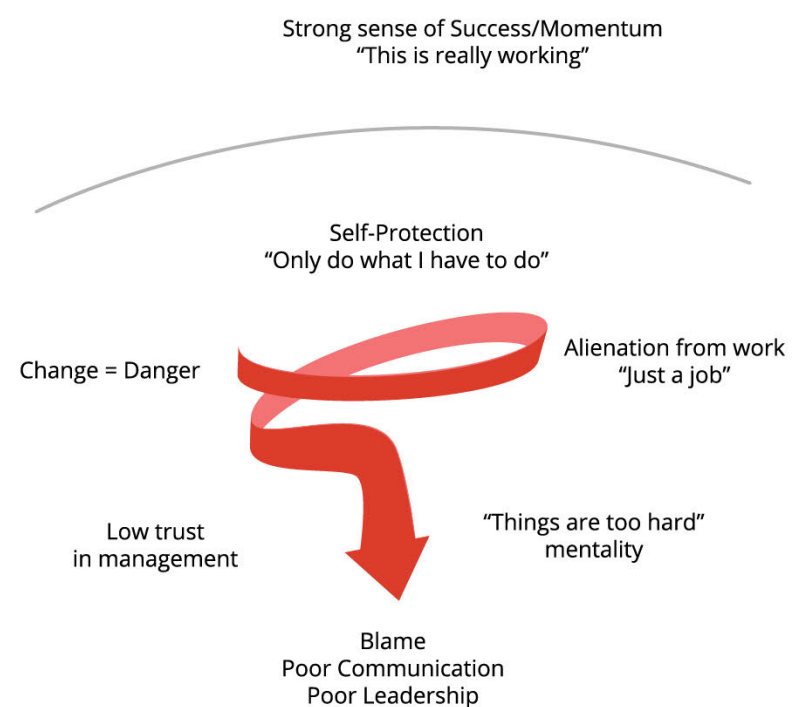 Strong sense of Success/Momentum
“This is really working”
Self-Protection
“Only do what I have to do”
Change = Danger
Alienation from work
“Just a job”
Low trust
in management
“Things are too hard”
mentality
Blame
Poor Communication
Poor Leadership